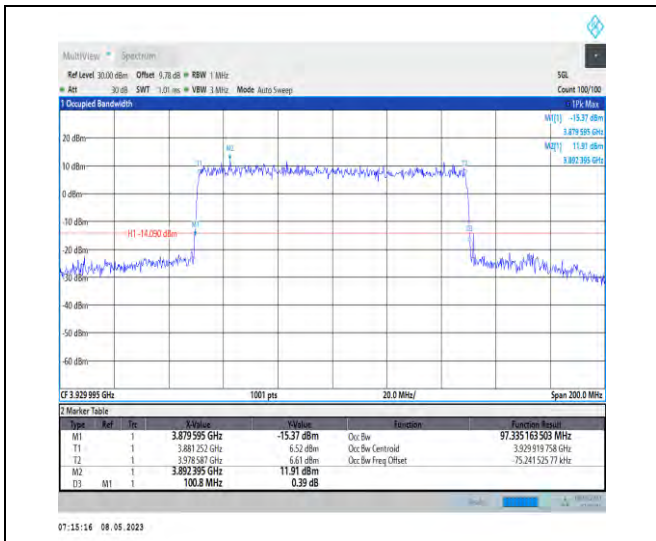 MultiView Spectrum
Ref Level 30.00 dBm Offset 9.78 dB RBW 1 MHz SGL
Att 30 dB SWT 1.01 ms VBW 3 MHz Mode Auto Sweep Count 100/100
1 Occupied Bandwidth 1Pk Max
M1[1] -15.37 dBm
3.879 595 GHz
M2[1] 11.91 dBm
3.892 395 GHz
20 dBm
M2
T1 T2
10 dBm
0 dBm
-10 dBm
M1
D3
H1 -14.090 dBm
-20 dBm
-30 dBm
-40 dBm
-50 dBm
-60 dBm
CF 3.929 995 GHz 1001 pts 20.0 MHz/ Span 200.0 MHz
2 Marker Table
Type Ref Trc X-Value Y-Value Function Function Result
M1 1 3.879 595 GHz -15.37 dBm Occ Bw 97.335 163 503 MHz
T1 1 3.881 252 GHz 6.52 dBm Occ Bw Centroid 3.929 919 758 GHz
T2 1 3.978 587 GHz 6.61 dBm Occ Bw Freq Offset -75.241 525 77 kHz
M2 1 3.892 395 GHz 11.91 dBm
D3 M1 1 100.8 MHz 0.39 dB
07:15:16 08.05.2023